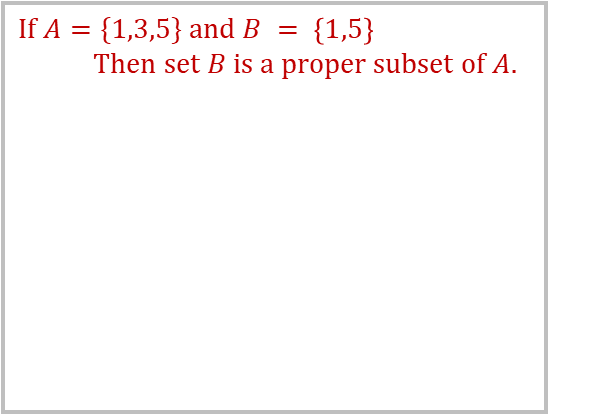 If A = {1,3,5} and B = {1,5}
Then set B is a proper subset of A.